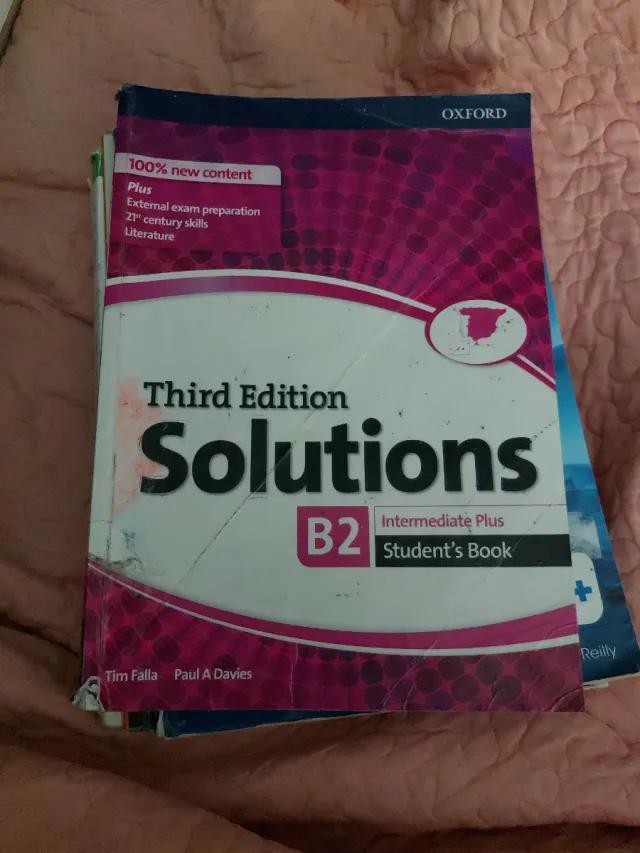 OXFORD
100% new content
Plus
External exam preparation
21st century skills
Literature
Third Edition
Solutions
B2
Intermediate Plus
Student's Book
Reilly
Tim Falla Paul A Davies